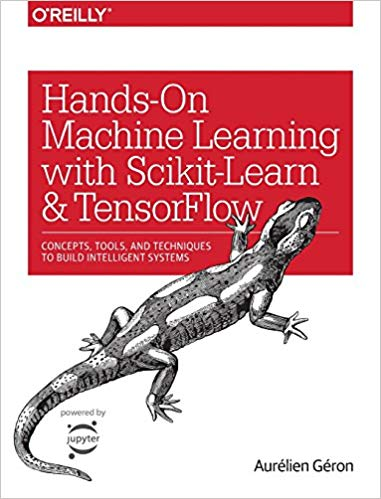 O'REILLY®
Hands-On
Machine Learning
with Scikit-Learn
& TensorFlow
CONCEPTS, TOOLS, AND TECHNIQUES
TO BUILD INTELLIGENT SYSTEMS
powered by
jupyter
Aurélien Géron